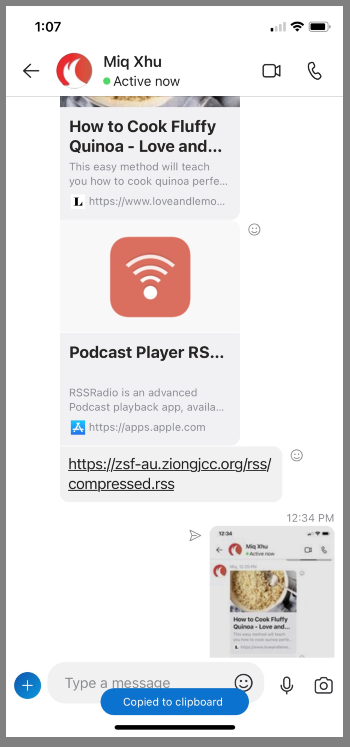 1:07
Miq Xhu
Active now
How to Cook Fluffy
Quinoa - Love and...
This easy method will teach
you how to cook quinoa perfe...
L https://www.loveandlemo...
Podcast Player RS...
RSSRadio is an advanced
Podcast playback app, availa...
https://apps.apple.com
https://zsf-au.ziongjcc.org/rss/
compressed.rss
12:34 PM
12:34
Miq Xhu
Active now
Miq, 12:33 PM
How to Cook Fluffy
Quinoa - Love and...
This easy method will teach
you how to cook quinoa perfe...
L https://www.loveandlemo...
Type a message
Copied to clipboard